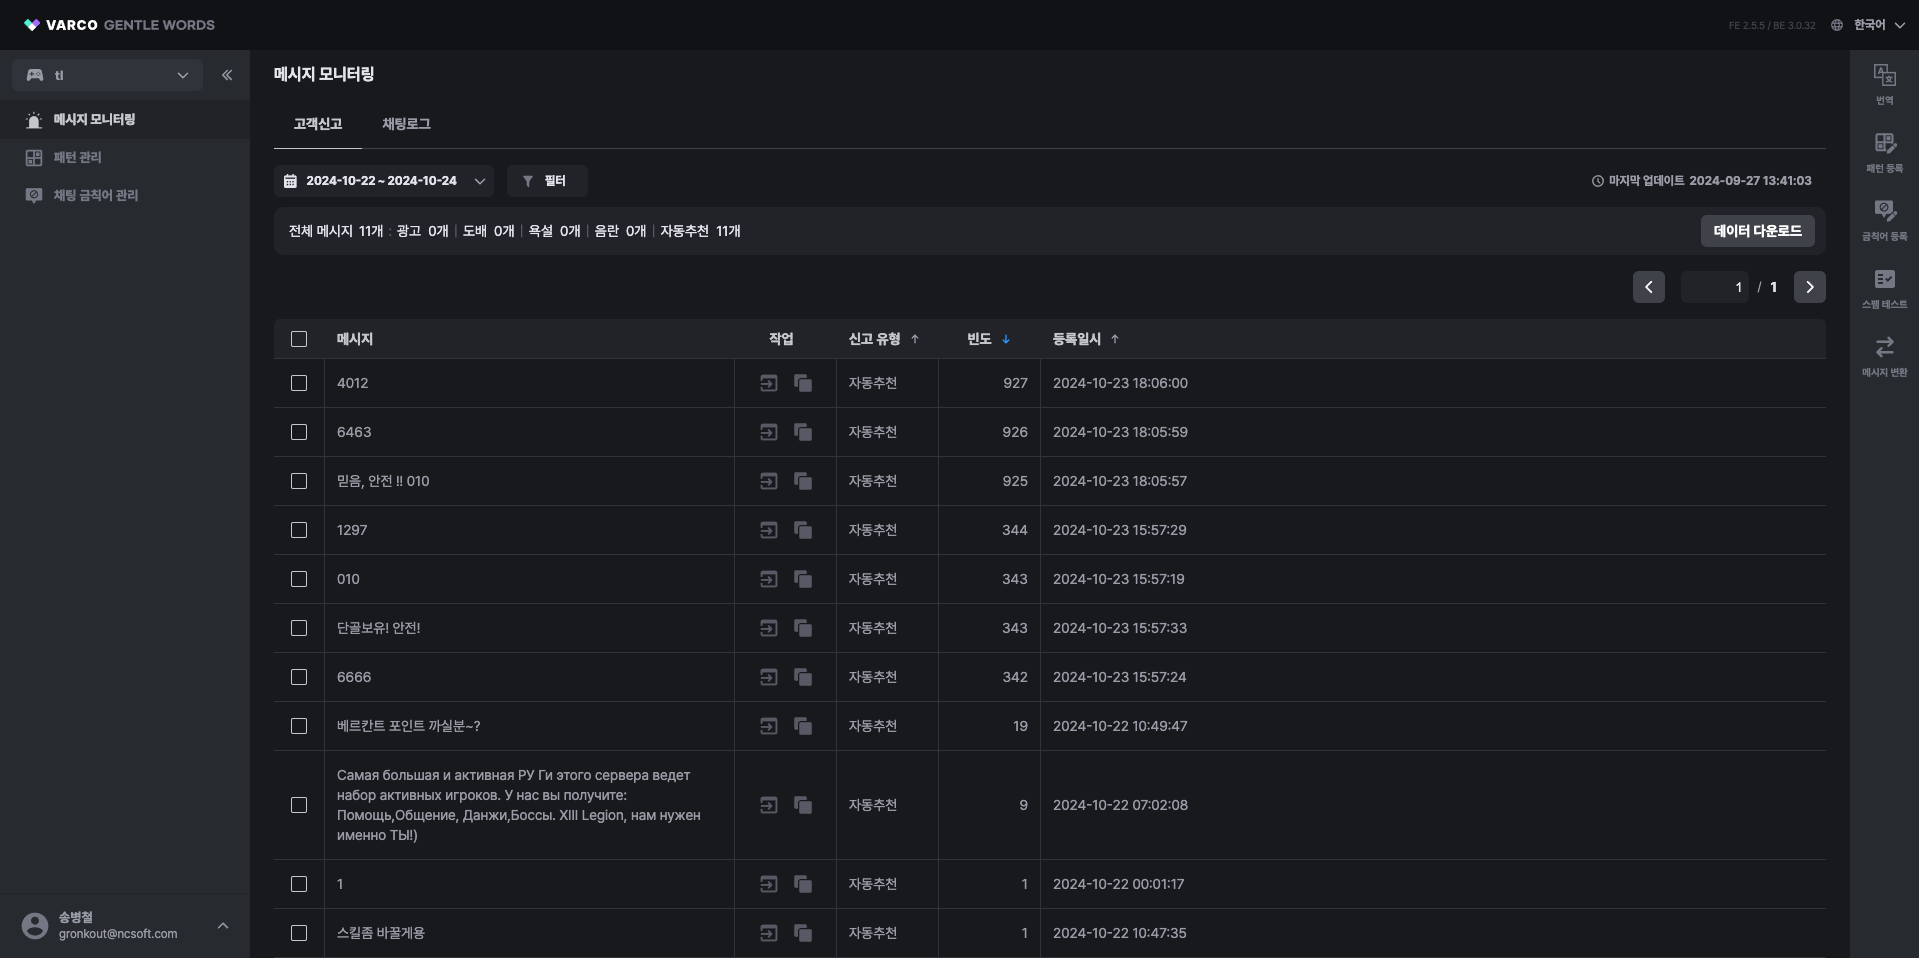 VARCO GENTLE WORDS
FE 2.5.5 / BE 3.0.32
한국어
tl
메시지 모니터링
패턴 관리
채팅 금칙어 관리
메시지 모니터링
고객신고
채팅로그
2024-10-22 ~ 2024-10-24
필터
마지막 업데이트 2024-09-27 13:41:03
전체 메시지 11개 : 광고 0개 | 도배 0개 | 욕설 0개 | 음란 0개 | 자동추천 11개
데이터 다운로드
1 / 1
메시지 작업 신고 유형 빈도 등록일시
4012 자동추천 927 2024-10-23 18:06:00
6463 자동추천 926 2024-10-23 18:05:59
믿음, 안전 !! 010 자동추천 925 2024-10-23 18:05:57
1297 자동추천 344 2024-10-23 15:57:29
010 자동추천 343 2024-10-23 15:57:19
단골보유! 안전! 자동추천 343 2024-10-23 15:57:33
6666 자동추천 342 2024-10-23 15:57:24
베르칸트 포인트 까실분~? 자동추천 19 2024-10-22 10:49:47
Самая большая и активная РУ Ги этого сервера ведет
набор активных игроков. У нас вы получите:
Помощь,Общение, Данжи,Боссы. XIII Legion, нам нужен
именно ТЫ!)
자동추천 9 2024-10-22 07:02:08
1 자동추천 1 2024-10-22 00:01:17
스킬좀 바꿀게용 자동추천 1 2024-10-22 10:47:35
번역
패턴 등록
금칙어 등록
스팸 테스트
메시지 변환
송병철
gronkout@ncsoft.com